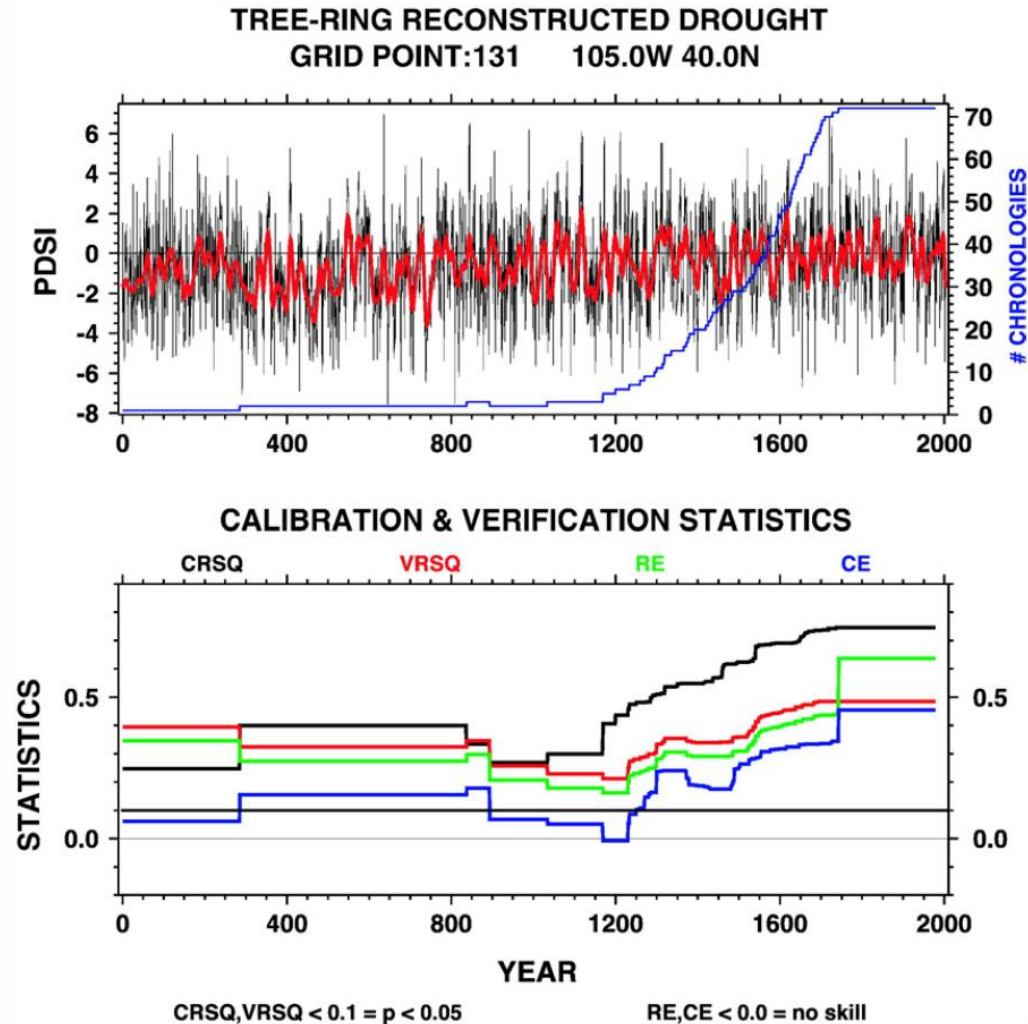 TREE-RING RECONSTRUCTED DROUGHT
GRID POINT:131 105.0W 40.0N
6
4
2
0
-2
-4
-6
-8
PDSI
70
60
50
40
30
20
10
0
# CHRONOLOGIES
0 400 800 1200 1600 2000
CALIBRATION & VERIFICATION STATISTICS
CRSQ VRSQ RE CE
0.5
0.0
STATISTICS
0.5
0.0
0 400 800 1200 1600 2000
YEAR
CRSQ,VRSQ < 0.1 = p < 0.05 RE,CE < 0.0 = no skill